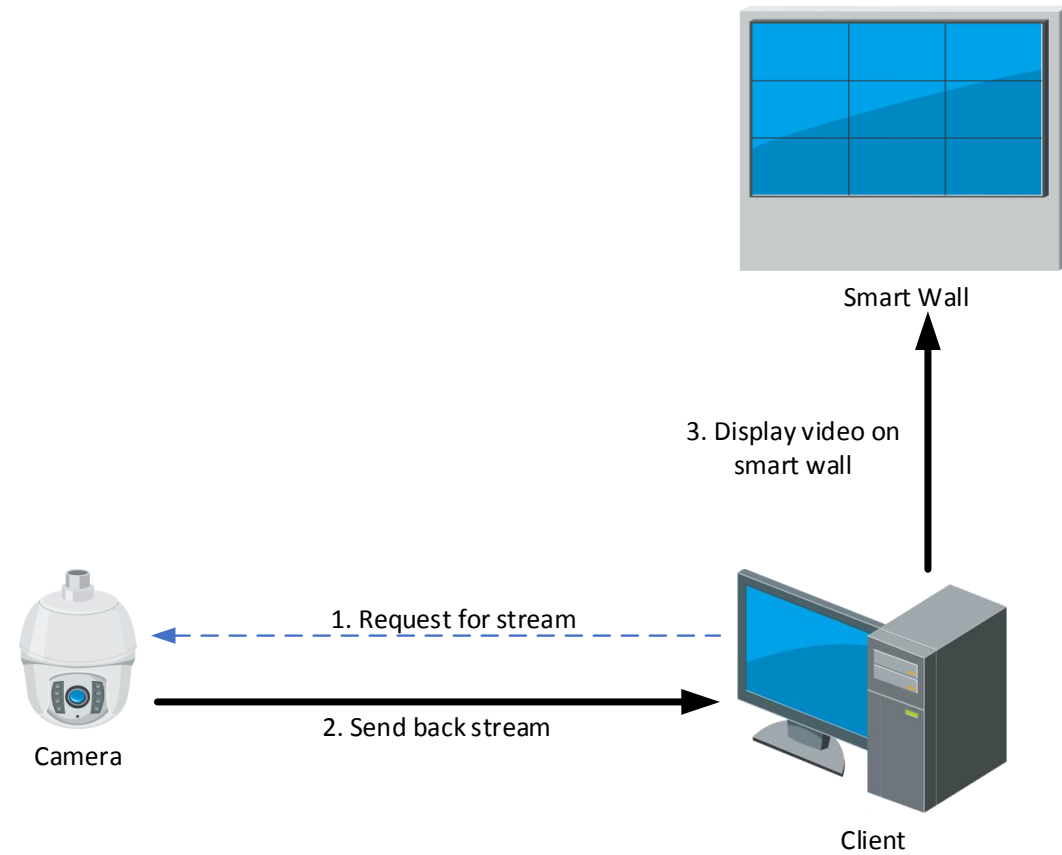 Smart Wall
3. Display video on
smart wall
1. Request for stream
2. Send back stream
Camera
Client